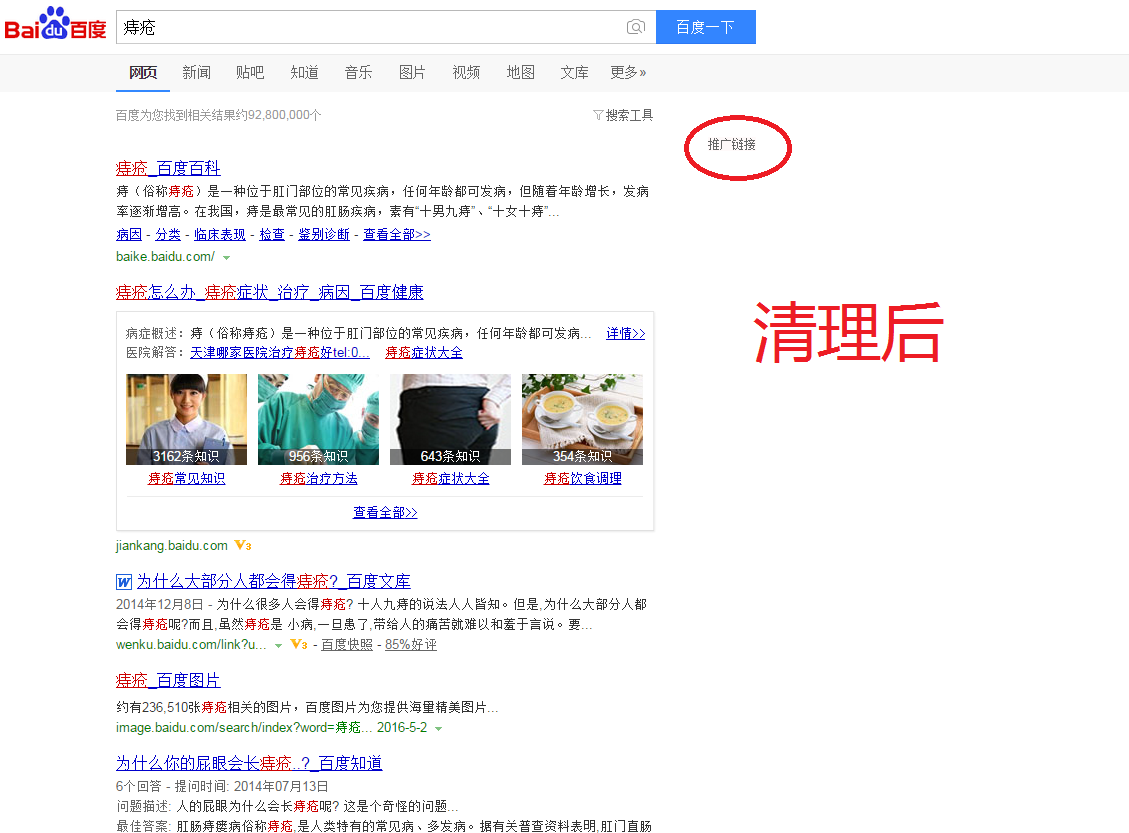 Bai du 百度
痔疮
百度一下
网页 新闻 贴吧 知道 音乐 图片 视频 地图 文库 更多»
百度为您找到相关结果约92,800,000个
搜索工具
推广链接
痔疮_百度百科
痔（俗称痔疮）是一种位于肛门部位的常见疾病，任何年龄都可发病，但随着年龄增长，发病
率逐渐增高。在我国，痔是最常见的肛肠疾病，素有“十男九痔”、“十女十痔”...
病因 - 分类 - 临床表现 - 检查 - 鉴别诊断 - 查看全部>>
baike.baidu.com/
痔疮怎么办_痔疮症状_治疗_病因_百度健康
清理后
病症概述：痔（俗称痔疮）是一种位于肛门部位的常见疾病，任何年龄都可发病... 详情>>
医院解答：天津哪家医院治疗痔疮好tel:0... 痔疮症状大全
3162条知识 956条知识 643条知识 354条知识
痔疮常见知识 痔疮治疗方法 痔疮症状大全 痔疮饮食调理
查看全部>>
jiankang.baidu.com V3
W 为什么大部分人都会得痔疮?_百度文库
2014年12月8日 - 为什么很多人会得痔疮? 十人九痔的说法人人皆知。但是,为什么大部分人都
会得痔疮呢?而且,虽然痔疮是 小病,一旦患了,带给人的痛苦就难以和羞于言说。要...
wenku.baidu.com/link?u... V3 - 百度快照 - 85%好评
痔疮_百度图片
约有236,510张痔疮相关的图片，百度图片为您提供海量精美图片...
image.baidu.com/search/index?word=痔疮... 2016-5-2
为什么你的屁眼会长痔疮..?_百度知道
6个回答 - 提问时间: 2014年07月13日
问题描述: 人的屁眼为什么会长痔疮呢? 这是个奇怪的问题...
最佳答案: 肛肠痔瘘病俗称痔疮,是人类特有的常见病、多发病。据有关普查资料表明,肛门直肠